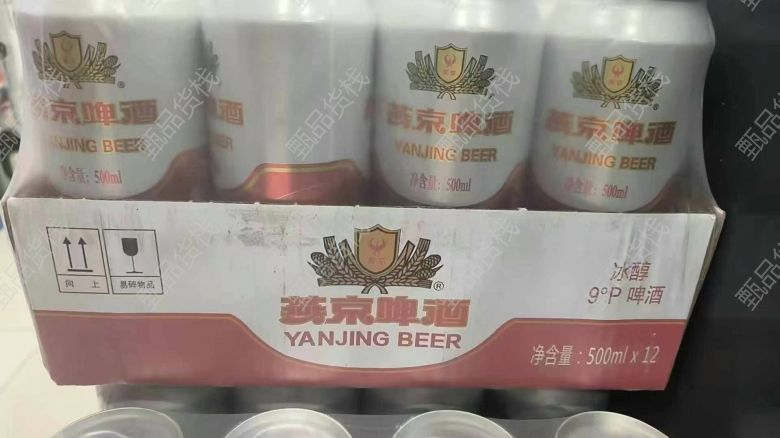 燕京啤酒
YANJING BEER
净含量：500ml
燕京啤酒
YANJING BEER
净含量：500ml
燕京啤酒
YANJING BEER
净含量：500ml
向上
易碎物品
燕京
®
燕京啤酒
YANJING BEER
冰醇
9°P 啤酒
净含量：500ml x 12
甄品货栈